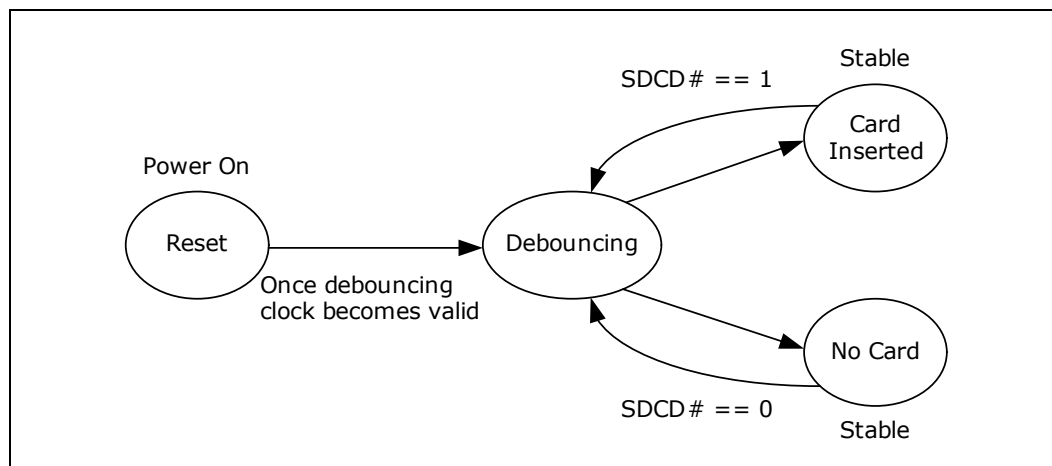 Stable
SDCD# == 1
Card
Inserted
Power On
Reset
Debouncing
Once debouncing
clock becomes valid
No Card
SDCD# == 0
Stable